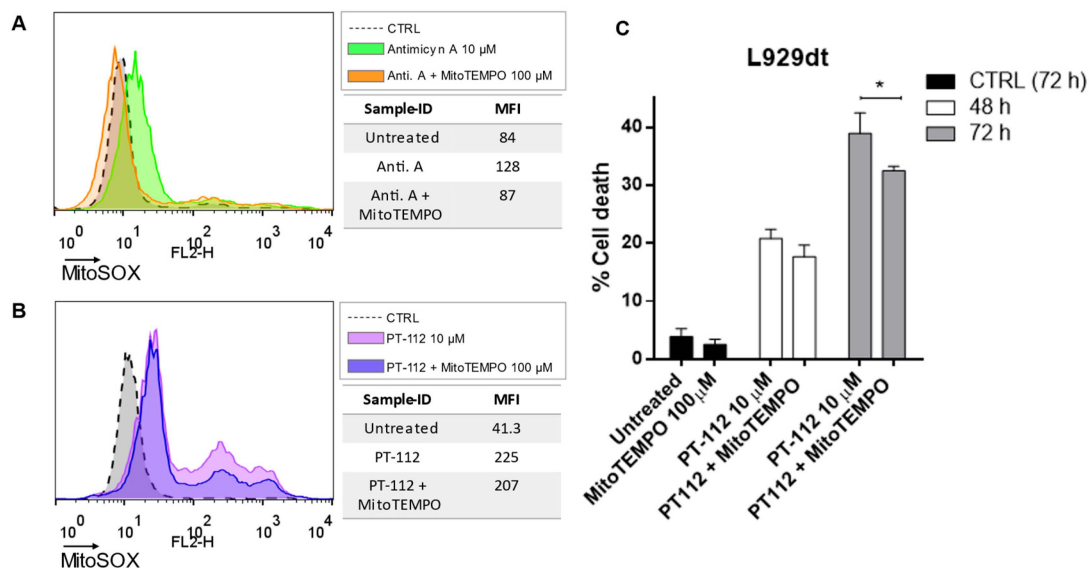 A
CTRL
Antimicyn A 10 µM
Anti. A + MitoTEMPO 100 µM
Sample-ID MFI
Untreated 84
Anti. A 128
Anti. A +
MitoTEMPO 87
10^0 10^1 10^2 10^3 10^4
FL2-H
MitoSOX
B
CTRL
PT-112 10 µM
PT-112 + MitoTEMPO 100 µM
Sample-ID MFI
Untreated 41.3
PT-112 225
PT-112 +
MitoTEMPO 207
10^0 10^1 10^2 10^3 10^4
FL2-H
MitoSOX
C
L929dt
CTRL (72 h)
48 h
72 h
*
% Cell death
40
30
20
10
0
Untreated
MitoTEMPO 100µM
PT-112 10 µM
PT112 + MitoTEMPO
PT-112 10 µM
PT112 + MitoTEMPO